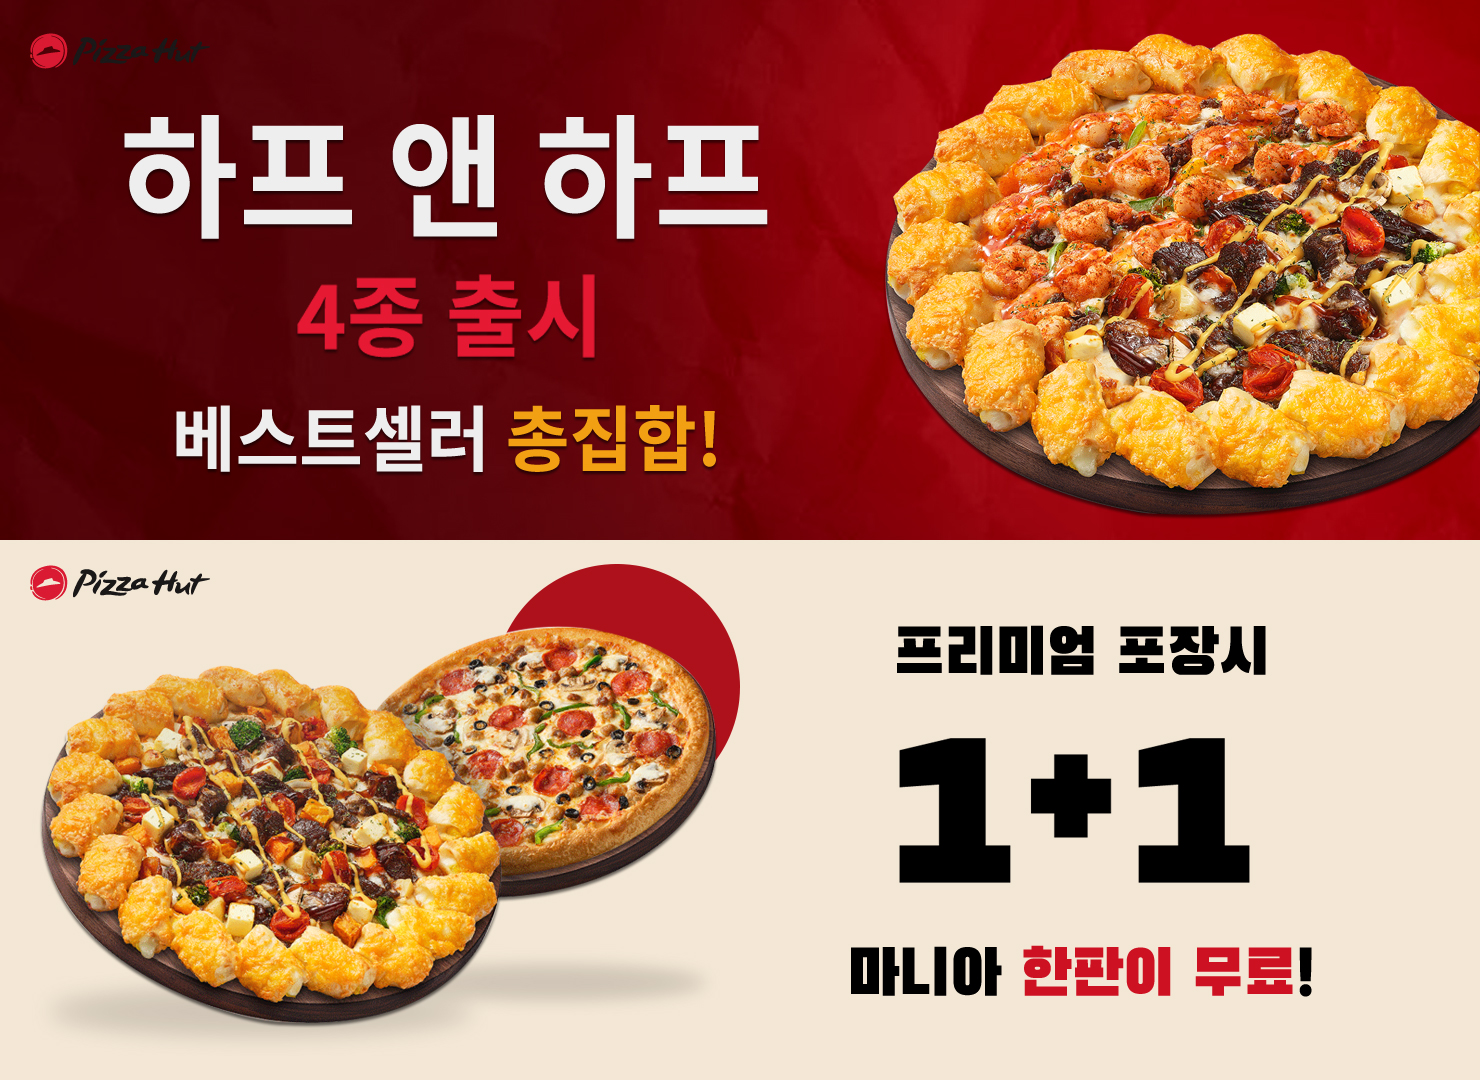 Pizza Hut
하프 앤 하프
4종 출시
베스트셀러 총집합!
Pizza Hut
프리미엄 포장시
1+1
마니아 한판이 무료!